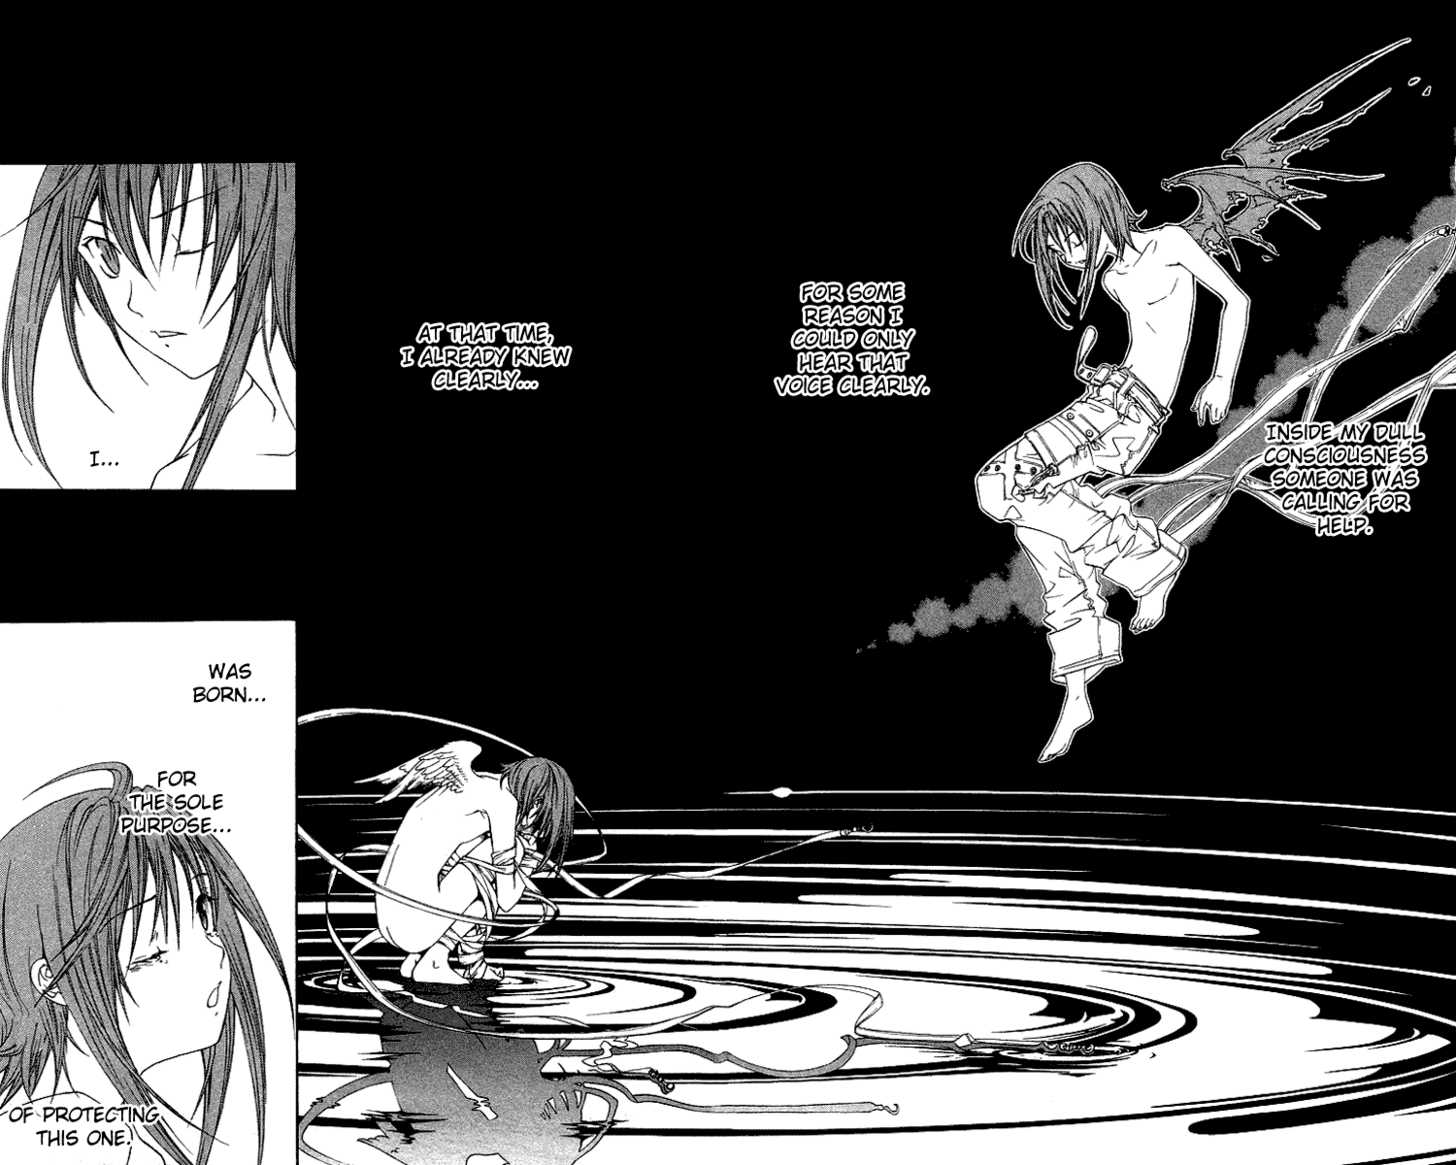 INSIDE MY DULL
CONSCIOUSNESS
SOMEONE WAS
CALLING FOR
HELP.
FOR SOME
REASON I
COULD ONLY
HEAR THAT
VOICE CLEARLY.
AT THAT TIME,
I ALREADY KNEW
CLEARLY...
I...
WAS
BORN...
FOR
THE SOLE
PURPOSE...
OF PROTECTING
THIS ONE.